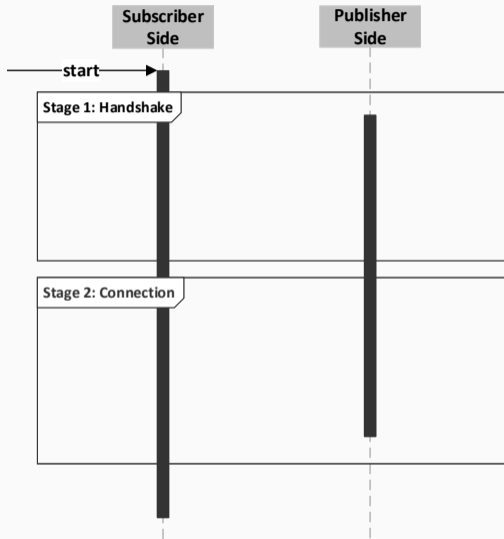 Subscriber
Side
Publisher
Side
start
Stage 1: Handshake
Stage 2: Connection